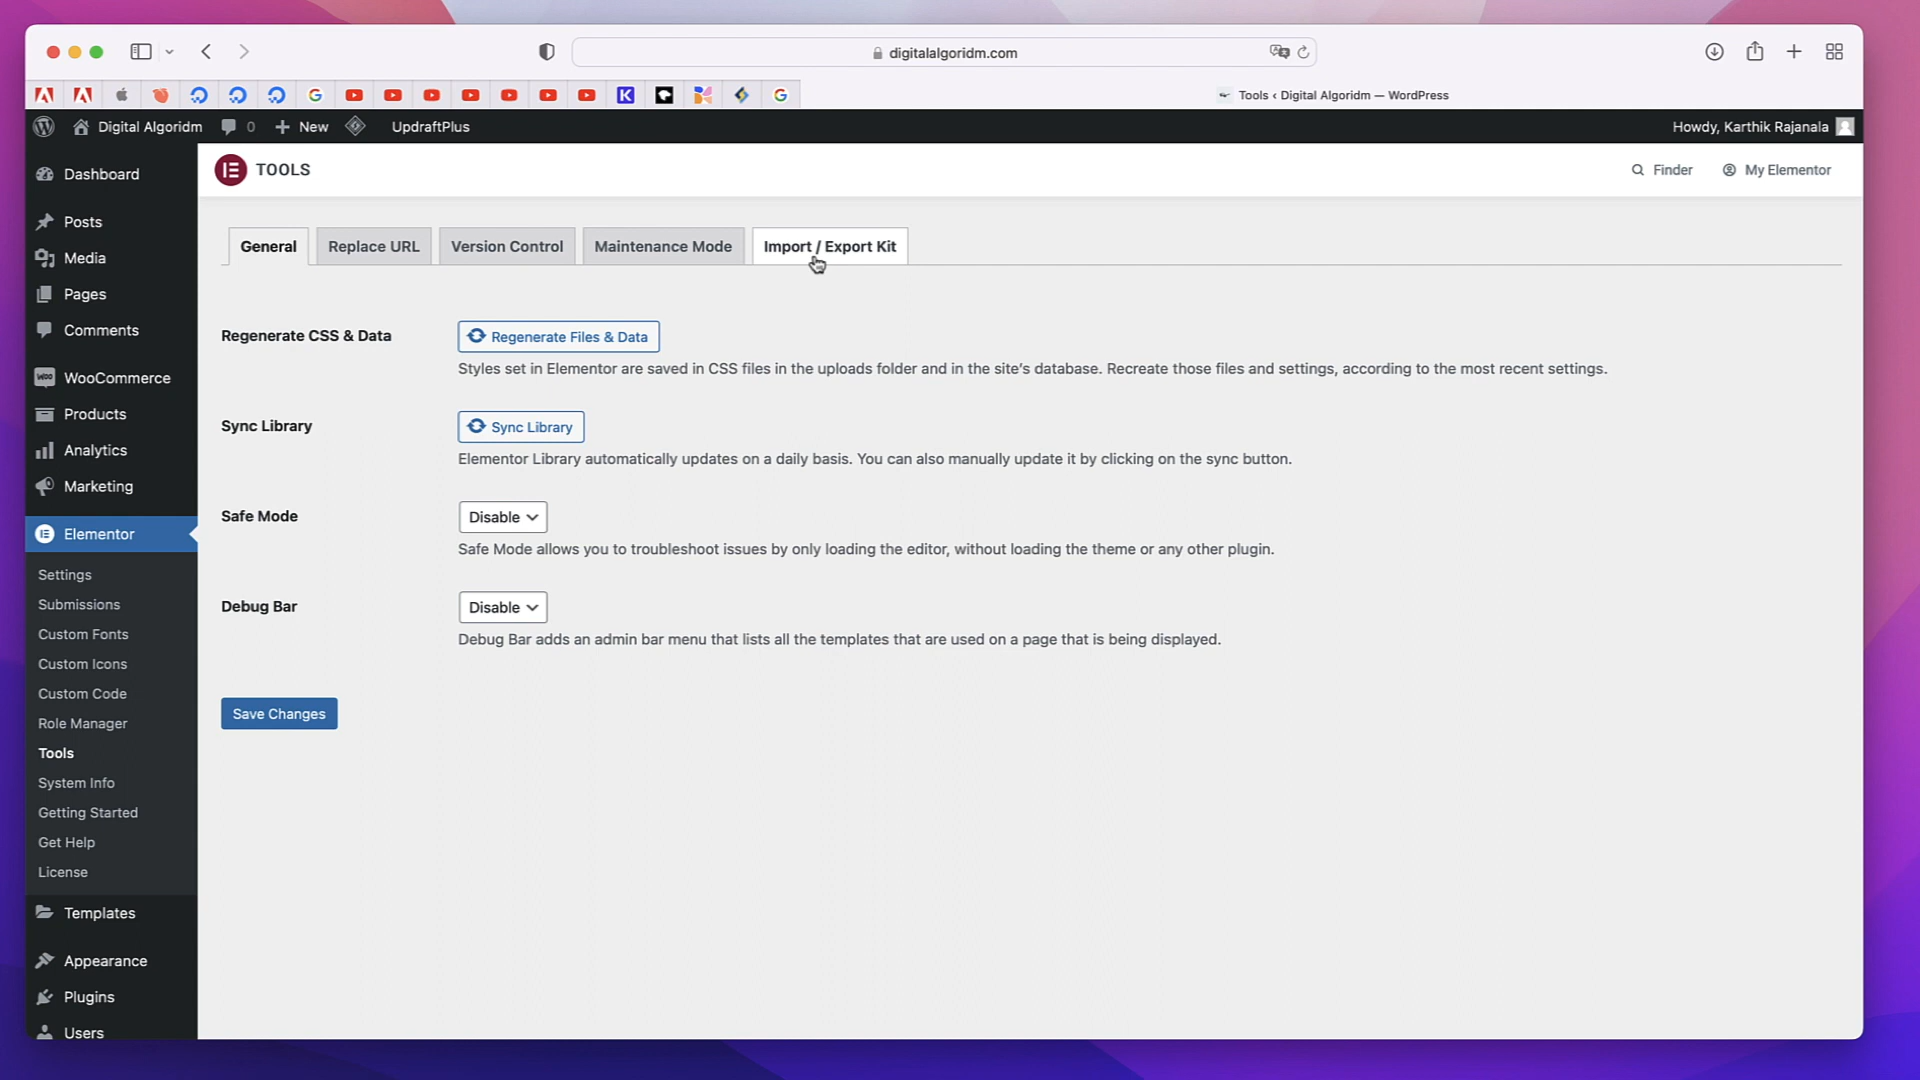 digitalalgoridm.com
Tools ‹ Digital Algoridm — WordPress
Digital Algoridm
0
New
UpdraftPlus
Howdy, Karthik Rajanala
TOOLS
Finder
My Elementor
Dashboard
Posts
Media
Pages
Comments
WooCommerce
Products
Analytics
Marketing
Elementor
Settings
Submissions
Custom Fonts
Custom Icons
Custom Code
Role Manager
Tools
System Info
Getting Started
Get Help
License
Templates
Appearance
Plugins
Users
General
Replace URL
Version Control
Maintenance Mode
Import / Export Kit
Regenerate CSS & Data
Regenerate Files & Data
Styles set in Elementor are saved in CSS files in the uploads folder and in the site's database. Recreate those files and settings, according to the most recent settings.
Sync Library
Sync Library
Elementor Library automatically updates on a daily basis. You can also manually update it by clicking on the sync button.
Safe Mode
Disable
Safe Mode allows you to troubleshoot issues by only loading the editor, without loading the theme or any other plugin.
Debug Bar
Disable
Debug Bar adds an admin bar menu that lists all the templates that are used on a page that is being displayed.
Save Changes